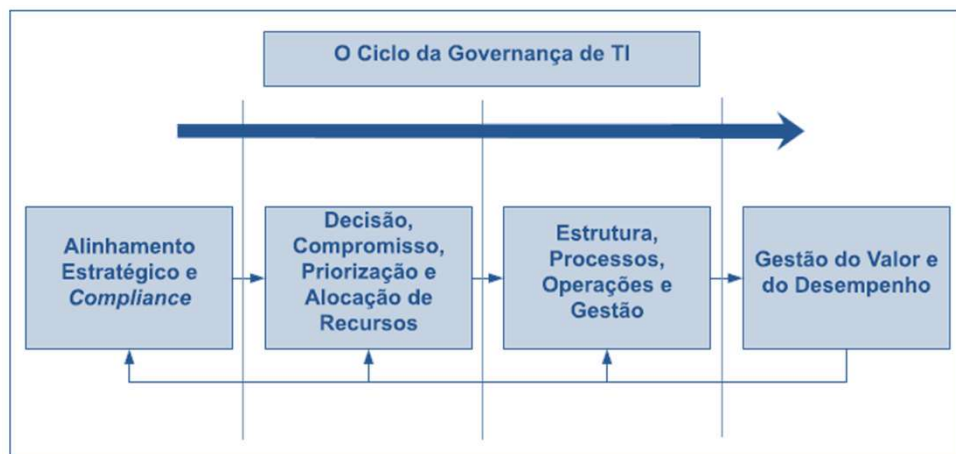 O Ciclo da Governança de TI
Alinhamento
Estratégico e
Compliance
Decisão,
Compromisso,
Priorização e
Alocação de
Recursos
Estrutura,
Processos,
Operações e
Gestão
Gestão do Valor e
do Desempenho